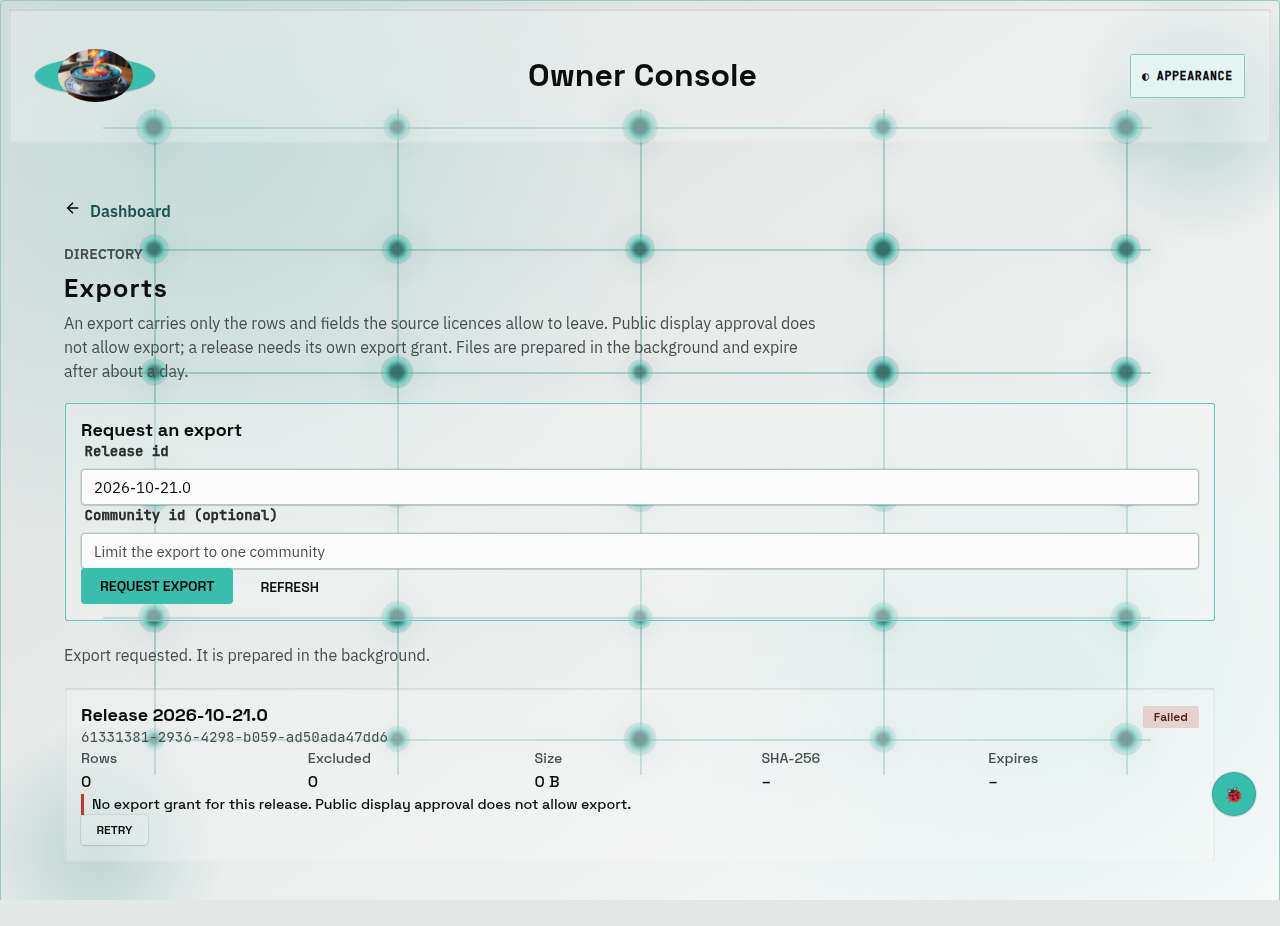 Owner Console
◐ APPEARANCE
← Dashboard
DIRECTORY
Exports
An export carries only the rows and fields the source licences allow to leave. Public display approval does
not allow export; a release needs its own export grant. Files are prepared in the background and expire
after about a day.
Request an export
Release id
2026-10-21.0
Community id (optional)
Limit the export to one community
REQUEST EXPORT REFRESH
Export requested. It is prepared in the background.
Release 2026-10-21.0 Failed
61331381-2936-4298-b059-ad50ada47dd6
Rows Excluded Size SHA-256 Expires
0 0 0 B – –
No export grant for this release. Public display approval does not allow export.
RETRY